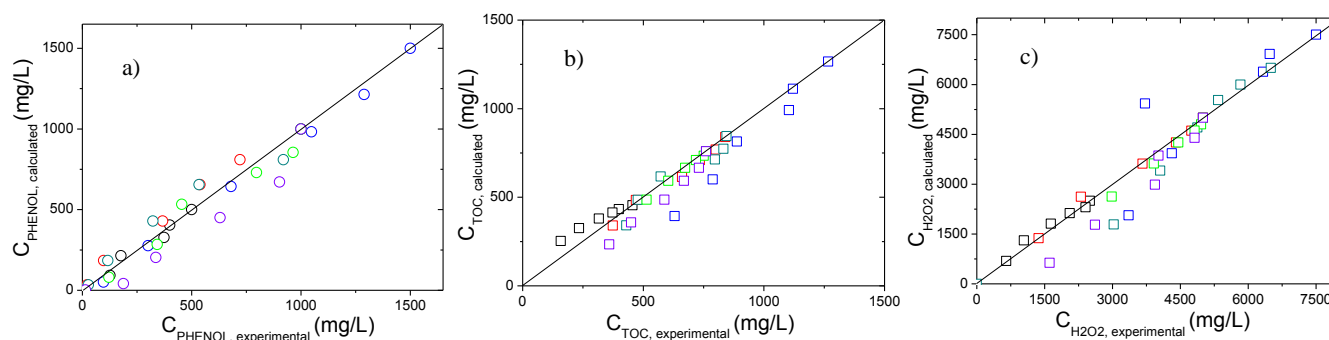 a)
C_PHENOL, calculated (mg/L)
1500
1000
500
0
0 500 1000 1500
C_PHENOL, experimental (mg/L)
b)
C_TOC, calculated (mg/L)
1500
1000
500
0
0 500 1000 1500
C_TOC, experimental (mg/L)
c)
C_H2O2, calculated (mg/L)
7500
6000
4500
3000
1500
0
0 1500 3000 4500 6000 7500
C_H2O2, experimental (mg/L)